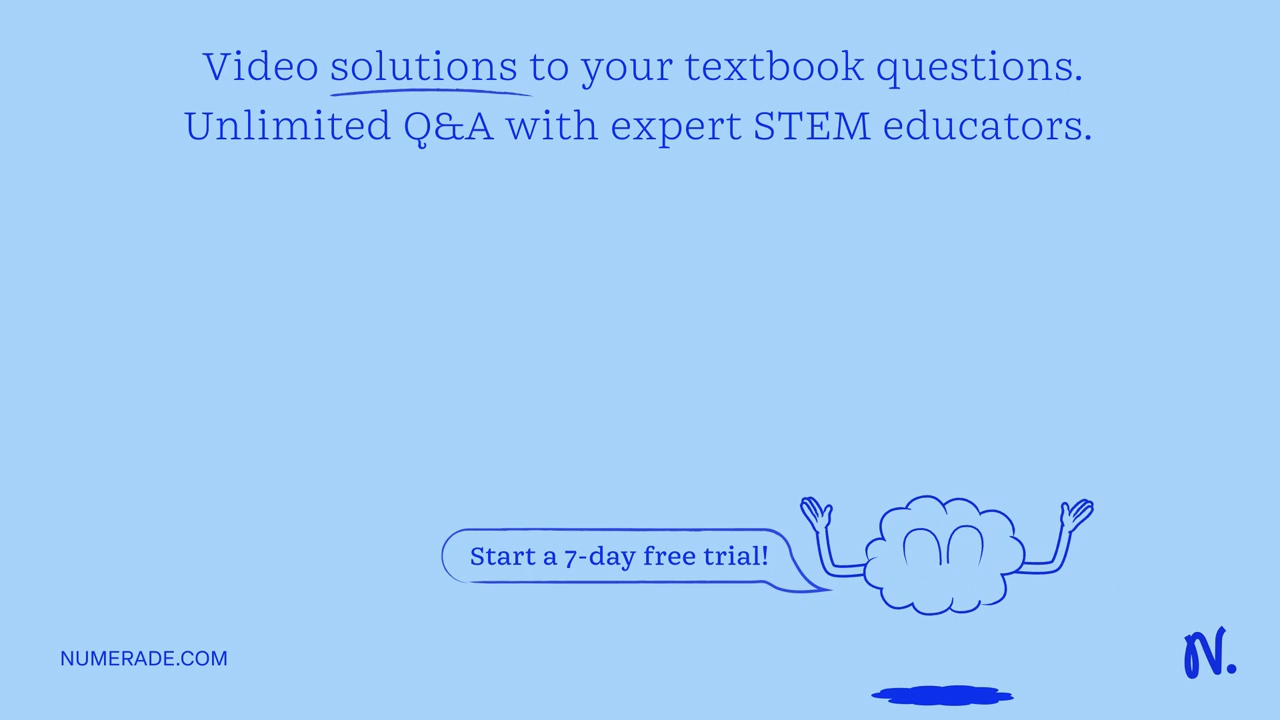 Video solutions to your textbook questions.
Unlimited Q&A with expert STEM educators.
Start a 7-day free trial!
NUMERADE.COM
N.